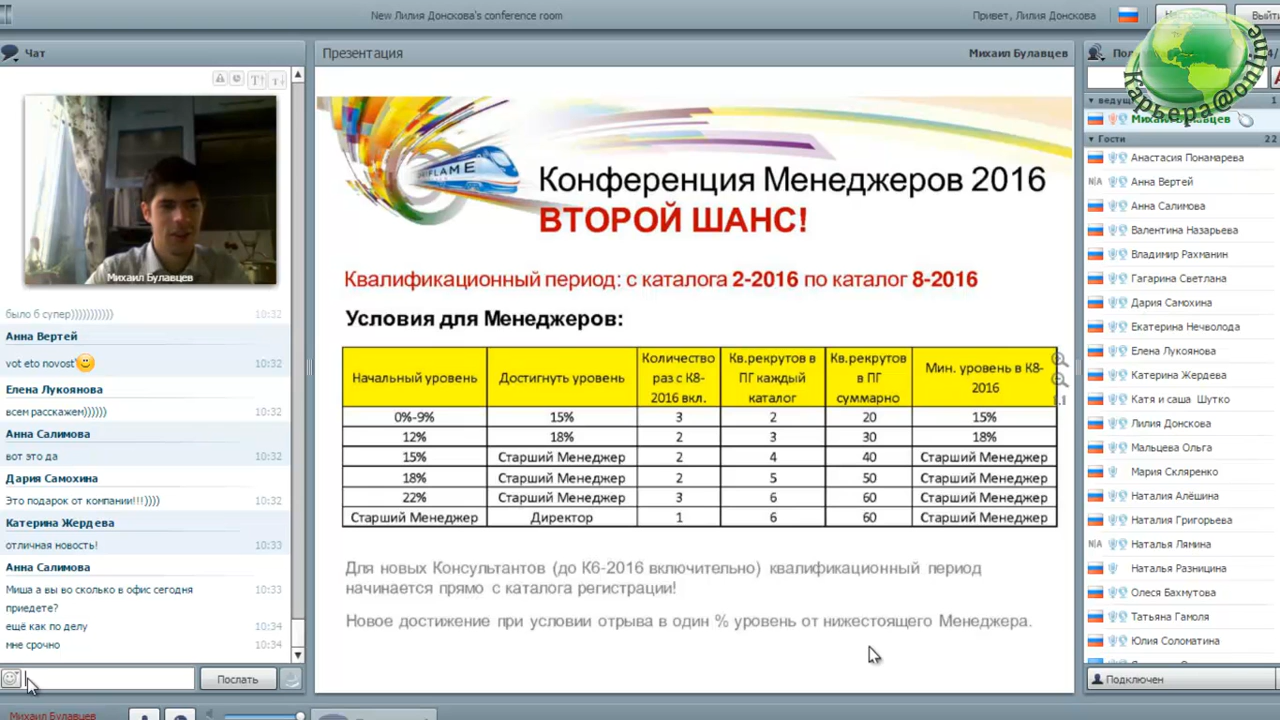 New Лилия Донскова's conference room
Привет, Лилия Донскова
Настройки
Выйти
Чат
Михаил Булавцев
было б супер)))))))))))
10:32
Анна Вертей
vot eto novost'
10:32
Елена Лукоянова
всем расскажем))))))
10:32
Анна Салимова
вот это да
10:32
Дария Самохина
Это подарок от компании!!!))))
10:32
Катерина Жердева
отличная новость!
10:33
Анна Салимова
Миша а вы во сколько в офис сегодня
10:33
приедете?
ещё как по делу
10:34
мне срочно
10:34
Послать
Михаил Булавцев
Презентация
Михаил Булавцев
Конференция Менеджеров 2016
ВТОРОЙ ШАНС!
Квалификационный период: с каталога 2-2016 по каталог 8-2016
Условия для Менеджеров:
Начальный уровень
Достигнуть уровень
Количество раз с К8-2016 вкл.
Кв.рекрутов в ПГ каждый каталог
Кв.рекрутов в ПГ суммарно
Мин. уровень в К8-2016
0%-9% 15% 3 2 20 15%
12% 18% 2 3 30 18%
15% Старший Менеджер 2 4 40 Старший Менеджер
18% Старший Менеджер 2 5 50 Старший Менеджер
22% Старший Менеджер 3 6 60 Старший Менеджер
Старший Менеджер Директор 1 6 60 Старший Менеджер
Для новых Консультантов (до К6-2016 включительно) квалификационный период
начинается прямо с каталога регистрации!
Новое достижение при условии отрыва в один % уровень от нижестоящего Менеджера.
Карьера@online
Михаил Булавцев
1
Гости
22
Анастасия Понамарева
N/A Анна Вертей
Анна Салимова
Валентина Назарьева
Владимир Рахманин
Гагарина Светлана
Дария Самохина
Екатерина Нечволода
Елена Лукоянова
Катерина Жердева
Катя и саша Шутко
Лилия Донскова
Мальцева Ольга
Мария Скляренко
Наталия Алёшина
Наталия Григорьева
N/A Наталья Лямина
Наталья Разницина
Олеся Бахмутова
Татьяна Гамоля
Юлия Соломатина
Подключен